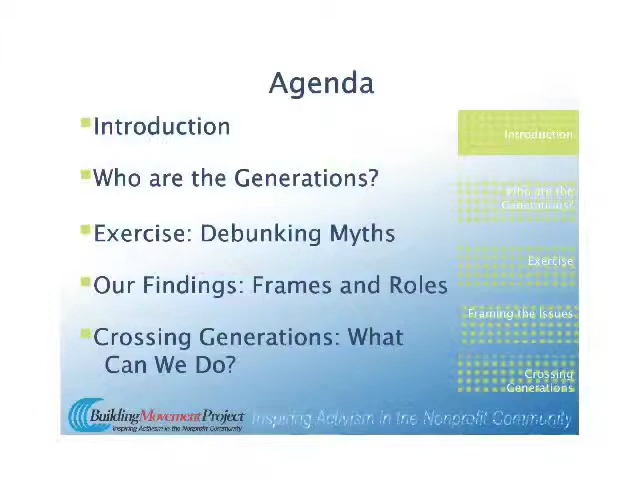 Agenda
Introduction
Who are the Generations?
Exercise: Debunking Myths
Our Findings: Frames and Roles
Crossing Generations: What
Can We Do?
Introduction
Who are the
Generations?
Exercise
Framing the Issues
Crossing
Generations
BuildingMovementProject
Inspiring Activism in the Nonprofit Community
Inspiring Activism in the Nonprofit Community